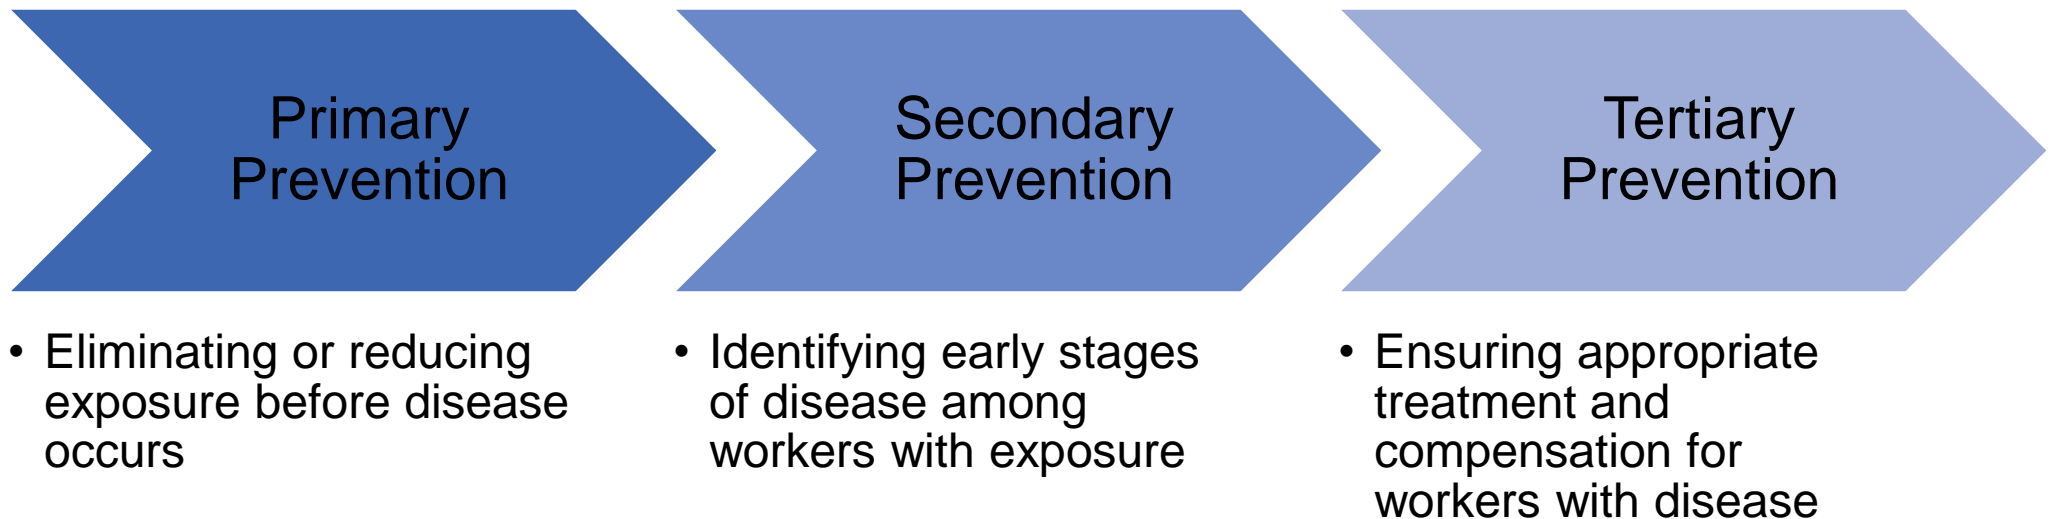 Primary
Prevention
• Eliminating or reducing
exposure before disease
occurs
Secondary
Prevention
• Identifying early stages
of disease among
workers with exposure
Tertiary
Prevention
• Ensuring appropriate
treatment and
compensation for
workers with disease